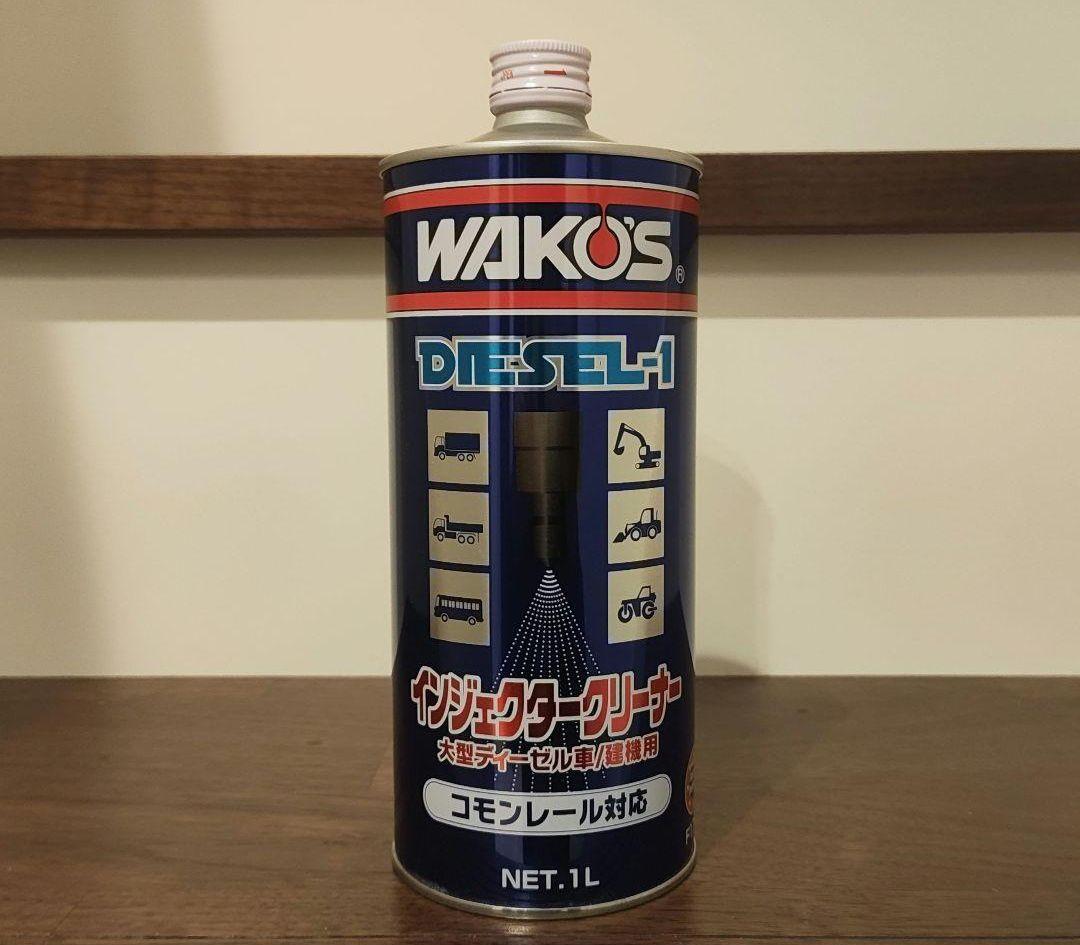 WAKO'S®
DIESEL-1
インジェクタークリーナー
大型ディーゼル車/建機用
コモンレール対応
NET.1L